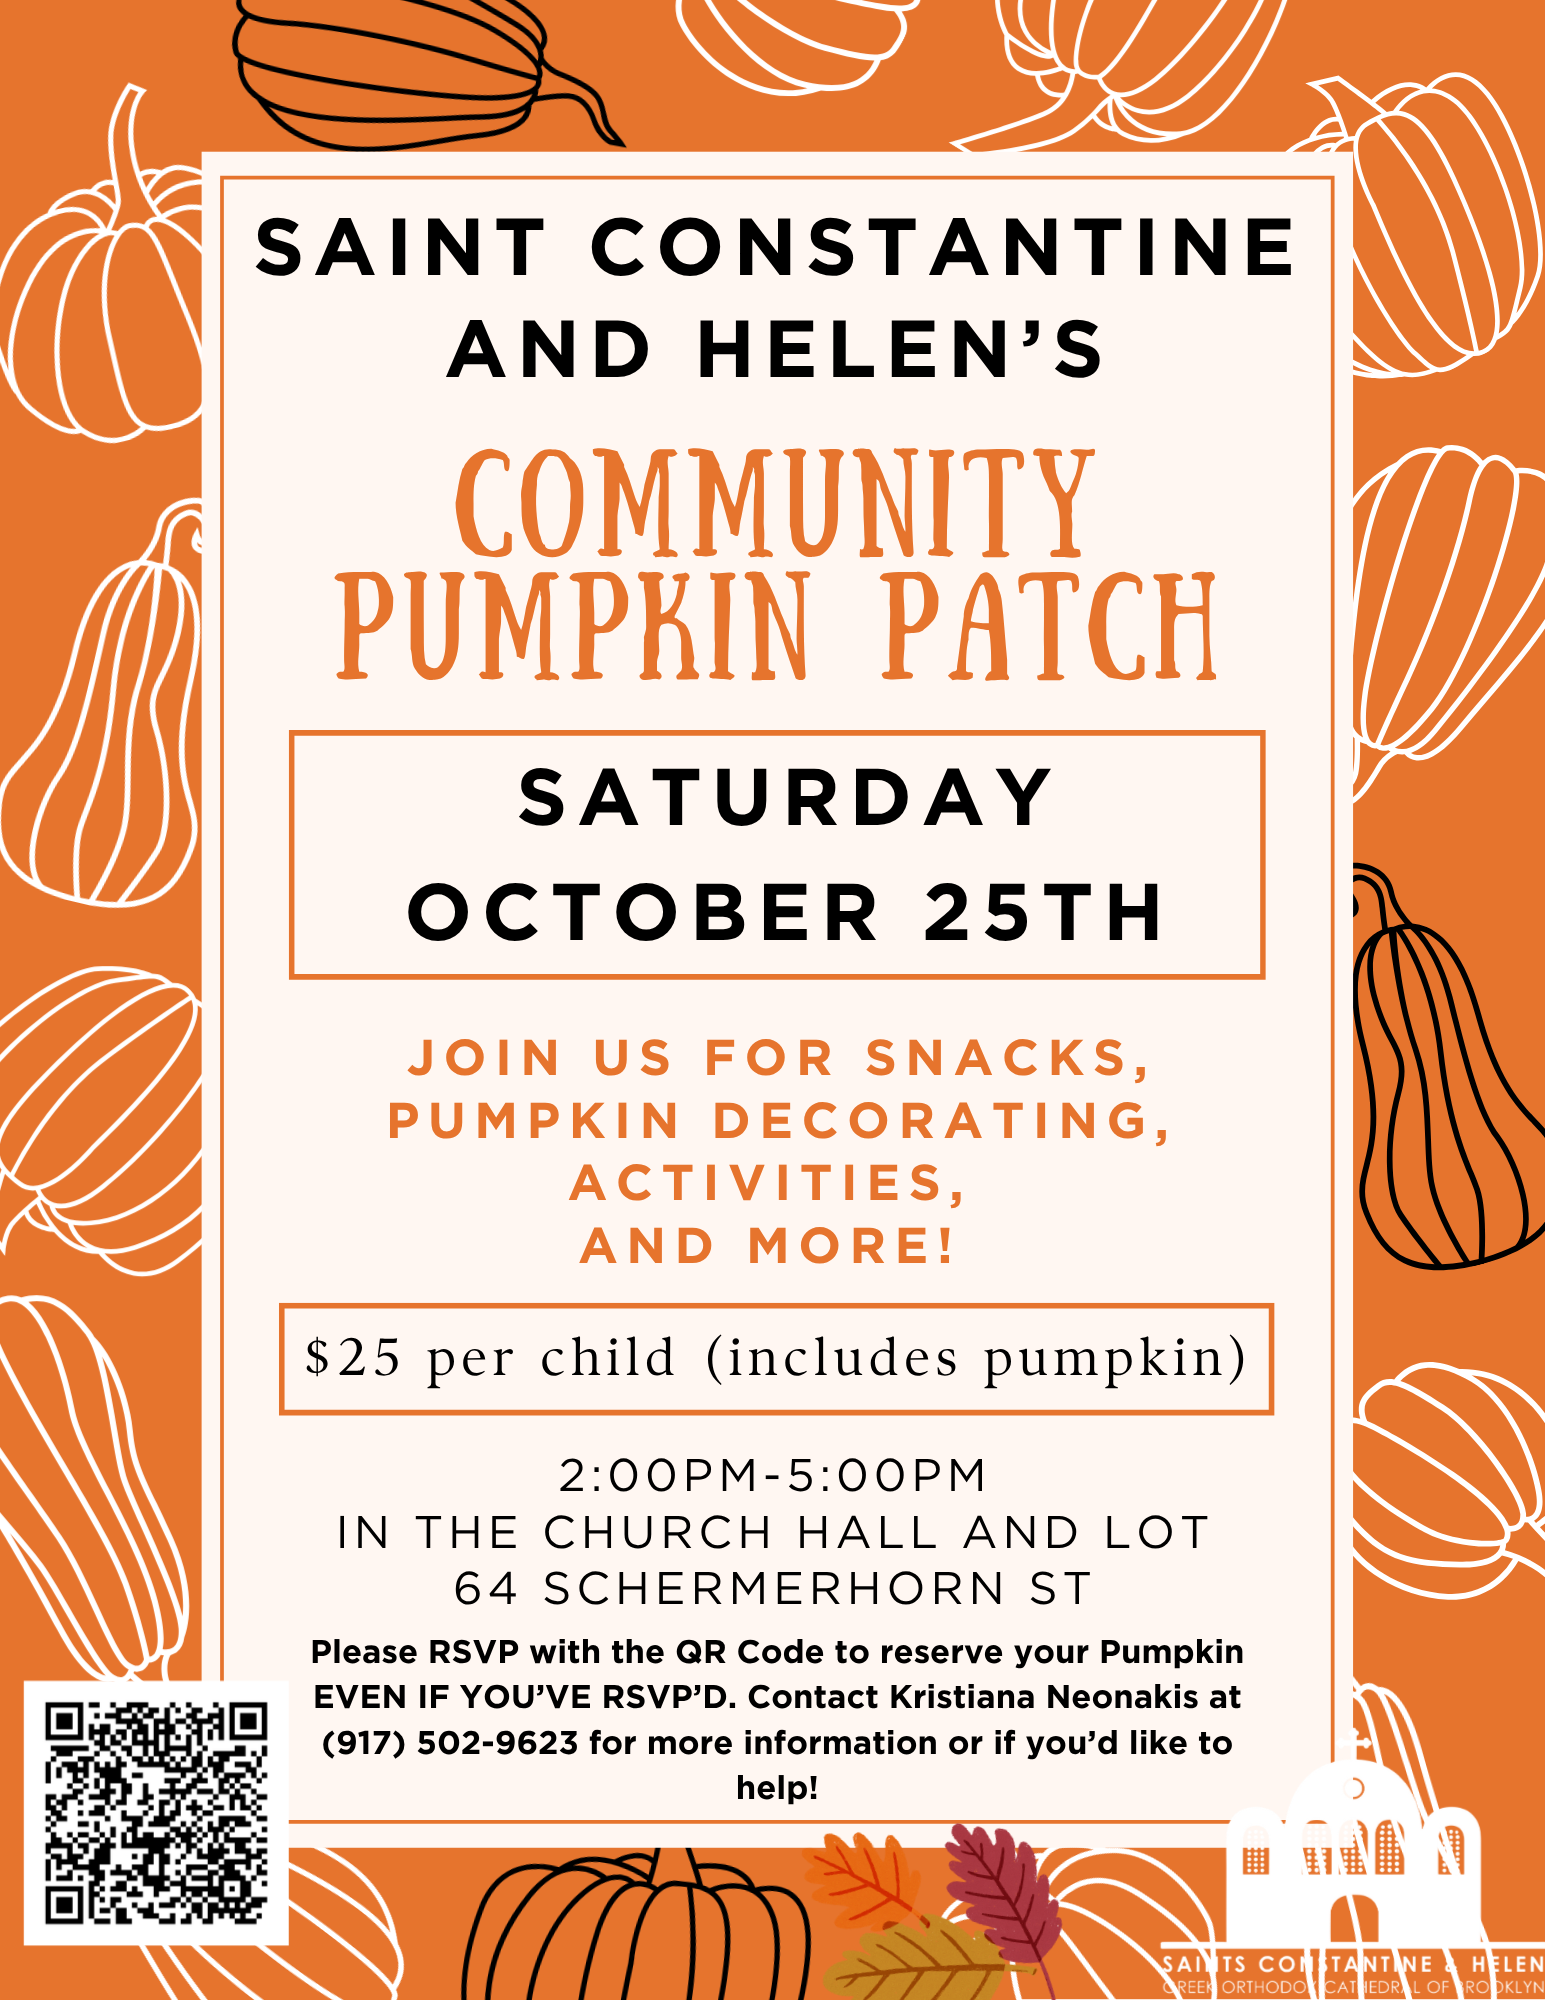 SAINT CONSTANTINE
AND HELEN'S
COMMUNITY
PUMPKIN PATCH
SATURDAY
OCTOBER 25TH
JOIN US FOR SNACKS,
PUMPKIN DECORATING,
ACTIVITIES,
AND MORE!
$25 per child (includes pumpkin)
2:00PM-5:00PM
IN THE CHURCH HALL AND LOT
64 SCHERMERHORN ST
Please RSVP with the QR Code to reserve your Pumpkin
EVEN IF YOU'VE RSVP'D. Contact Kristiana Neonakis at
(917) 502-9623 for more information or if you'd like to
help!
SAINTS CONSTANTINE & HELEN
GREEK ORTHODOX CATHEDRAL OF BROOKLYN